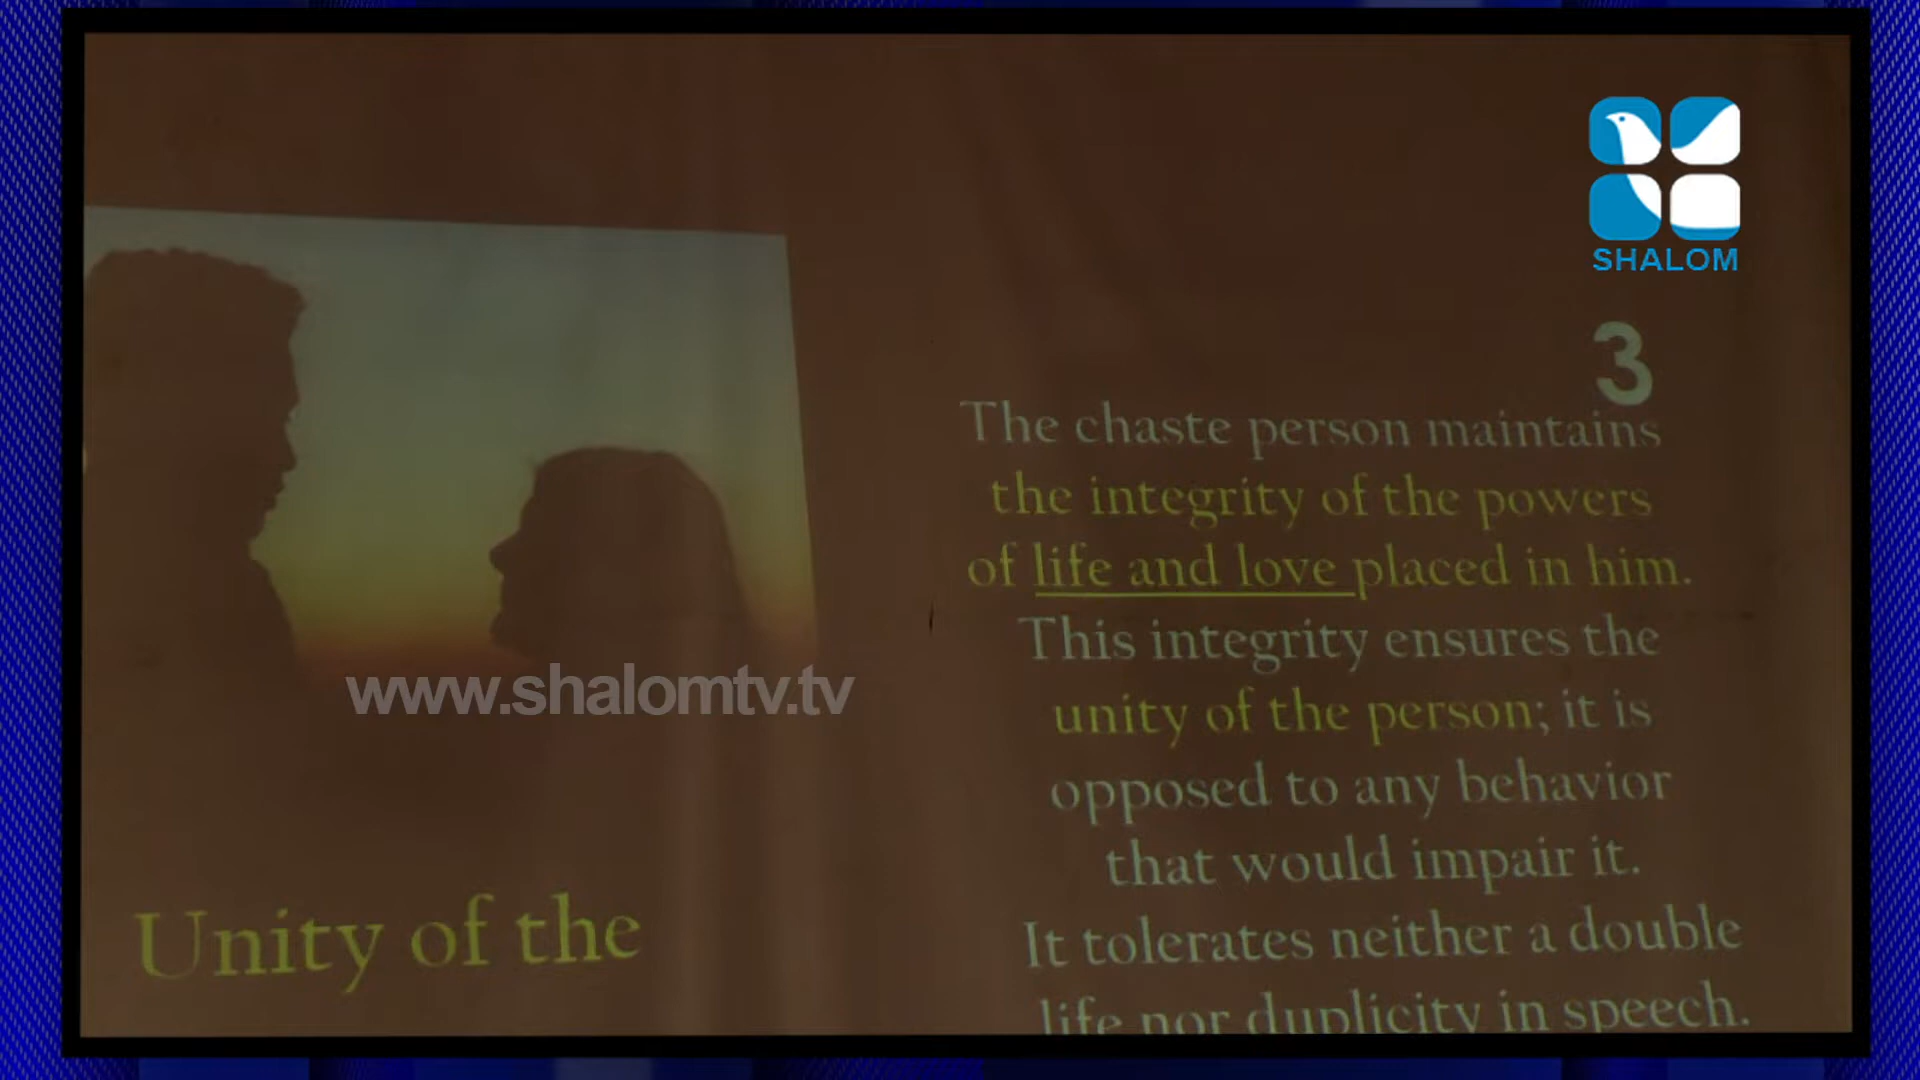 SHALOM
3
The chaste person maintains
the integrity of the powers
of life and love placed in him.
This integrity ensures the
unity of the person; it is
opposed to any behavior
that would impair it.
It tolerates neither a double
life nor duplicity in speech.
www.shalomtv.tv
Unity of the